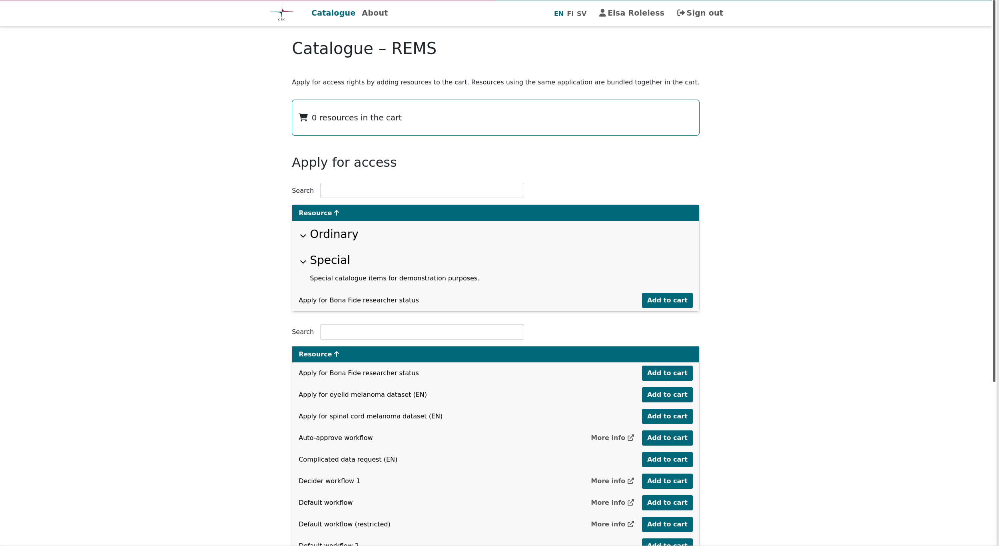 csc
Catalogue About EN FI SV Elsa Roleless Sign out
Catalogue – REMS
Apply for access rights by adding resources to the cart. Resources using the same application are bundled together in the cart.
0 resources in the cart
Apply for access
Search
Resource
Ordinary
Special
Special catalogue items for demonstration purposes.
Apply for Bona Fide researcher status Add to cart
Search
Resource
Apply for Bona Fide researcher status Add to cart
Apply for eyelid melanoma dataset (EN) Add to cart
Apply for spinal cord melanoma dataset (EN) Add to cart
Auto-approve workflow More info Add to cart
Complicated data request (EN) Add to cart
Decider workflow 1 More info Add to cart
Default workflow More info Add to cart
Default workflow (restricted) More info Add to cart
Default workflow 2 Add to cart